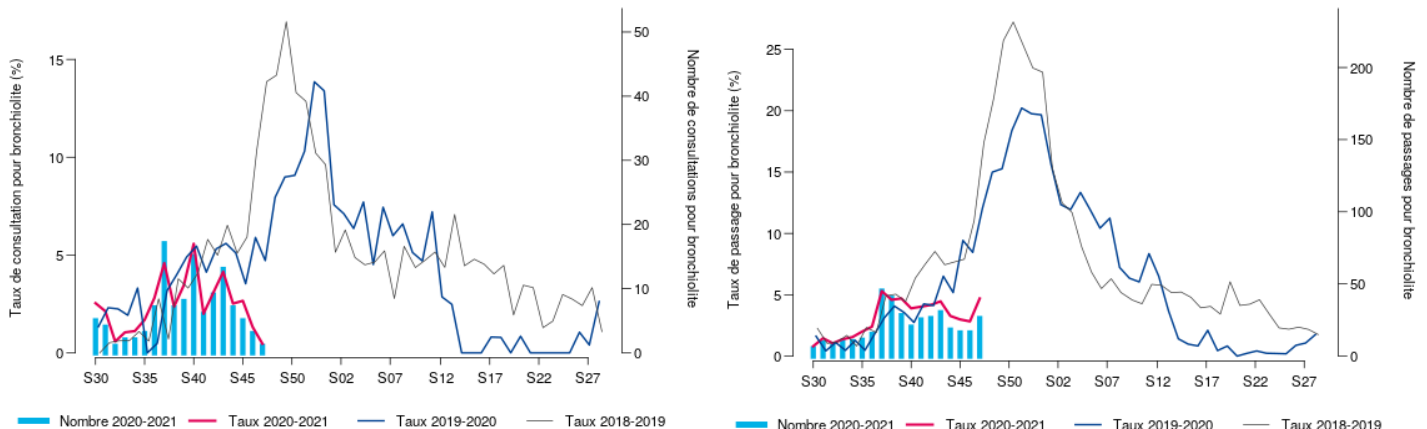 Taux de consultation pour bronchiolite (%)
15
10
5
0
50
40
30
20
10
0
Nombre de consultations pour bronchiolite
S30 S35 S40 S45 S50 S02 S07 S12 S17 S22 S27
Nombre 2020-2021 Taux 2020-2021 Taux 2019-2020 Taux 2018-2019
Taux de passage pour bronchiolite (%)
25
20
15
10
5
0
200
150
100
50
0
Nombre de passages pour bronchiolite
S30 S35 S40 S45 S50 S02 S07 S12 S17 S22 S27
Nombre 2020-2021 Taux 2020-2021 Taux 2019-2020 Taux 2018-2019